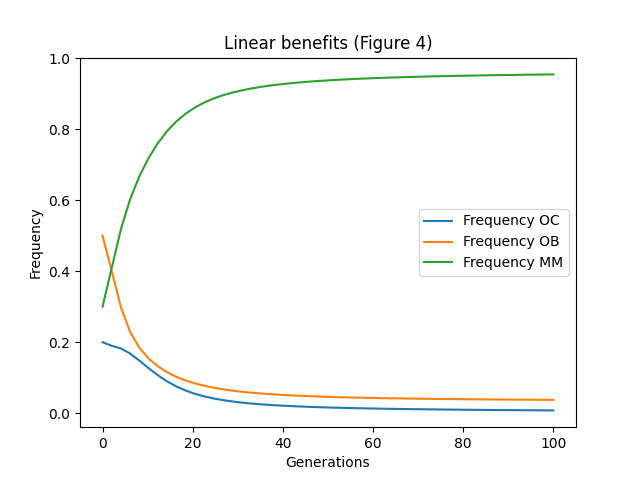 Linear benefits (Figure 4)
Frequency
1.0
0.8
0.6
0.4
0.2
0.0
Frequency OC
Frequency OB
Frequency MM
0 20 40 60 80 100
Generations